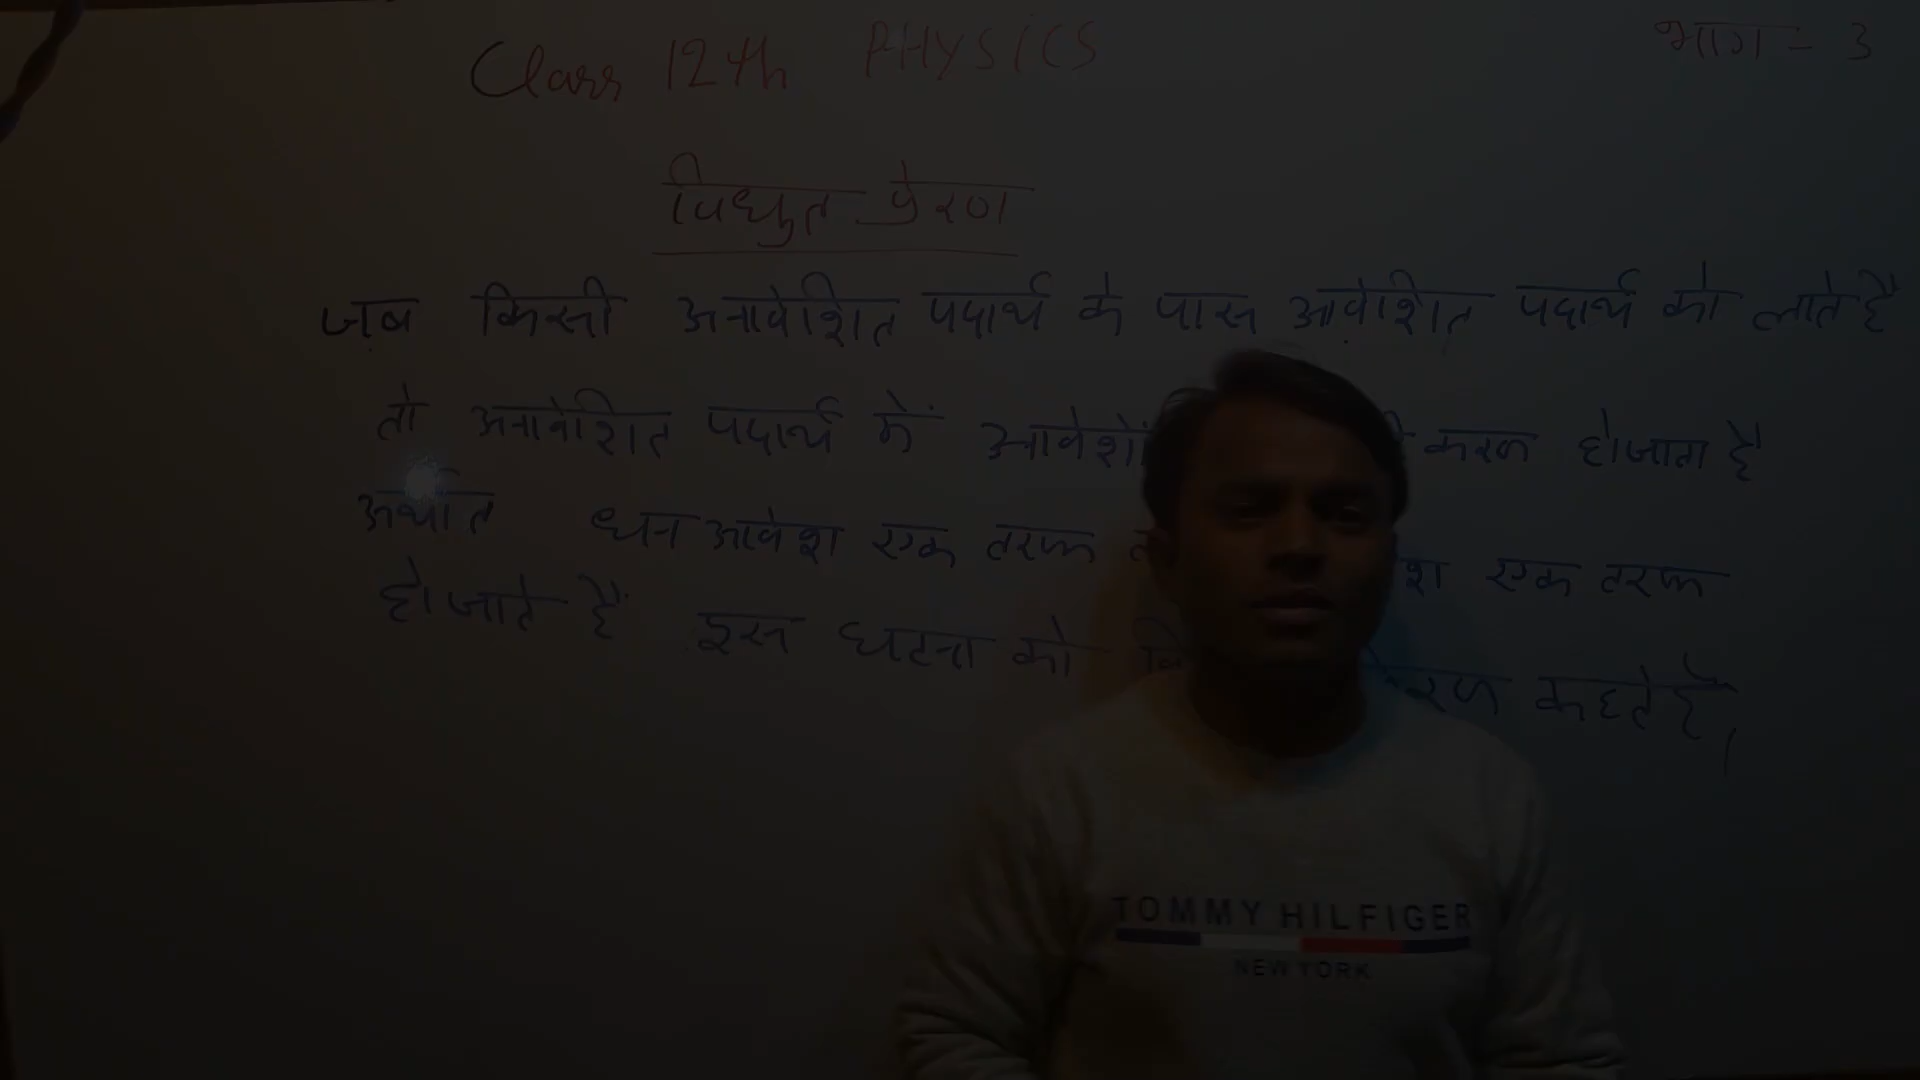 Class 12th PHYSICS भाग = 3
विधुत प्रेरण
जब किसी अनावेशित पदार्थ के पास आवेशित पदार्थ को लाते है
तो अनावेशित पदार्थ में आवेशों करण हो जाता है
अर्थात धन आवेश एक तरफ एक तरफ
हो जाते हैं इस घटना को कहते हैं।
TOMMY HILFIGER
NEW YORK